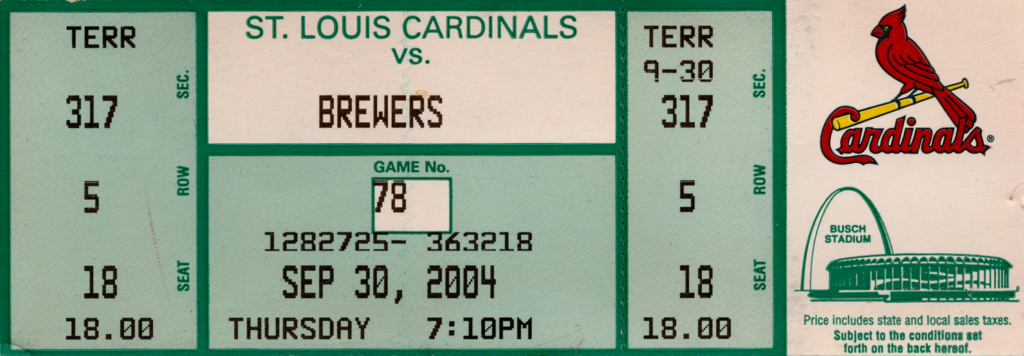 TERR
SEC.
317
ROW
5
SEAT
18
18.00
ST. LOUIS CARDINALS
VS.
BREWERS
GAME No.
78
1282725- 363218
SEP 30, 2004
THURSDAY 7:10PM
TERR
9-30
SEC.
317
ROW
5
SEAT
18
18.00
Cardinals®
BUSCH
STADIUM
Price includes state and local sales taxes.
Subject to the conditions set
forth on the back hereof.